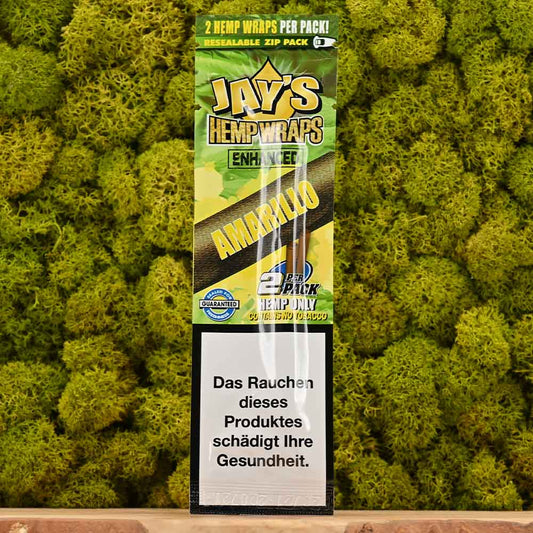 2 HEMP WRAPS PER PACK!
RESEALABLE ZIP PACK
JAY'S
HEMP WRAPS
ENHANCED
AMARILLO
2 PER PACK
GUARANTEED
HEMP ONLY
CONTAINS NO TOBACCO
Das Rauchen
dieses
Produktes
schädigt Ihre
Gesundheit.